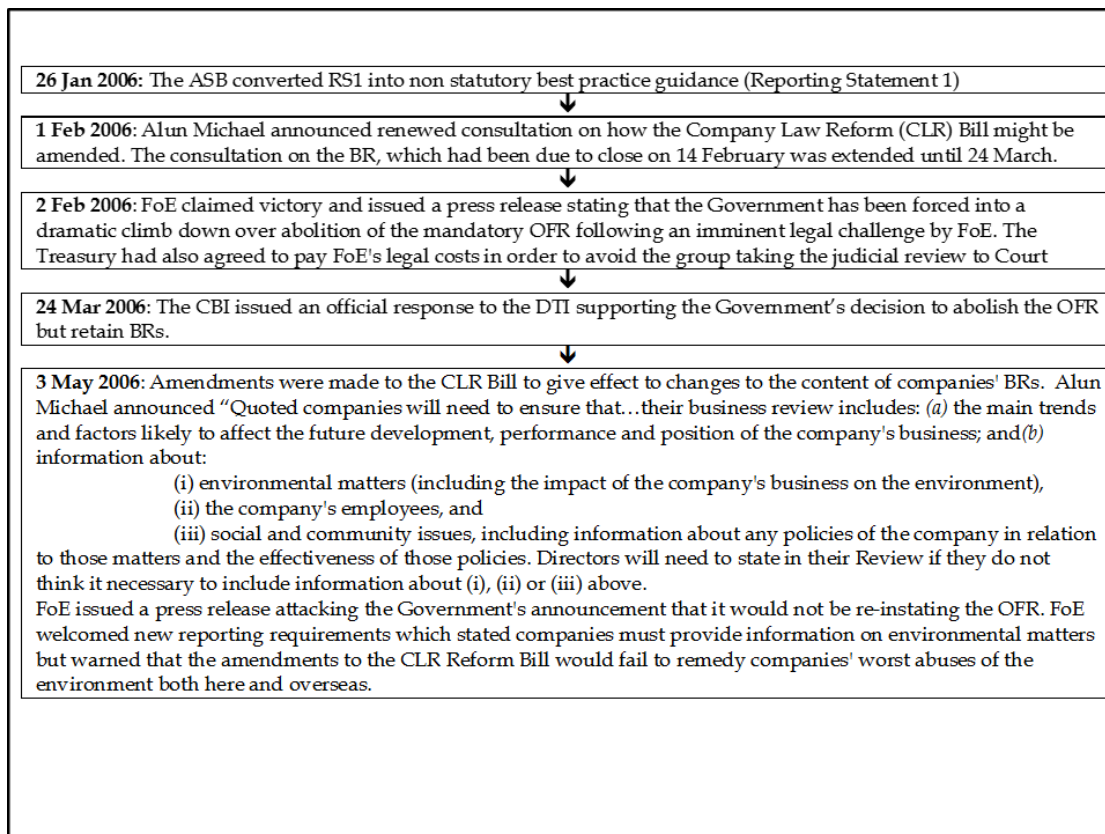 26 Jan 2006: The ASB converted RS1 into non statutory best practice guidance (Reporting Statement 1)
1 Feb 2006: Alun Michael announced renewed consultation on how the Company Law Reform (CLR) Bill might be
amended. The consultation on the BR, which had been due to close on 14 February was extended until 24 March.
2 Feb 2006: FoE claimed victory and issued a press release stating that the Government has been forced into a
dramatic climb down over abolition of the mandatory OFR following an imminent legal challenge by FoE. The
Treasury had also agreed to pay FoE's legal costs in order to avoid the group taking the judicial review to Court
24 Mar 2006: The CBI issued an official response to the DTI supporting the Government’s decision to abolish the OFR
but retain BRs.
3 May 2006: Amendments were made to the CLR Bill to give effect to changes to the content of companies' BRs. Alun
Michael announced “Quoted companies will need to ensure that…their business review includes: (a) the main trends
and factors likely to affect the future development, performance and position of the company's business; and(b)
information about:
(i) environmental matters (including the impact of the company's business on the environment),
(ii) the company's employees, and
(iii) social and community issues, including information about any policies of the company in relation
to those matters and the effectiveness of those policies. Directors will need to state in their Review if they do not
think it necessary to include information about (i), (ii) or (iii) above.
FoE issued a press release attacking the Government's announcement that it would not be re-instating the OFR. FoE
welcomed new reporting requirements which stated companies must provide information on environmental matters
but warned that the amendments to the CLR Reform Bill would fail to remedy companies' worst abuses of the
environment both here and overseas.